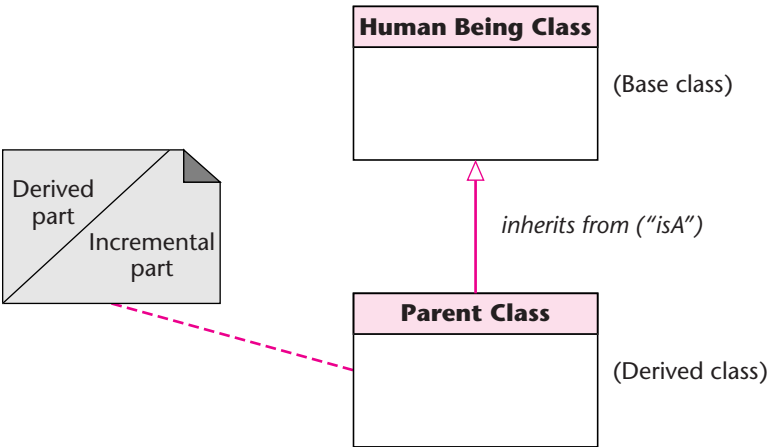 Human Being Class
(Base class)
Derived
part
Incremental
part
inherits from (“isA”)
Parent Class
(Derived class)